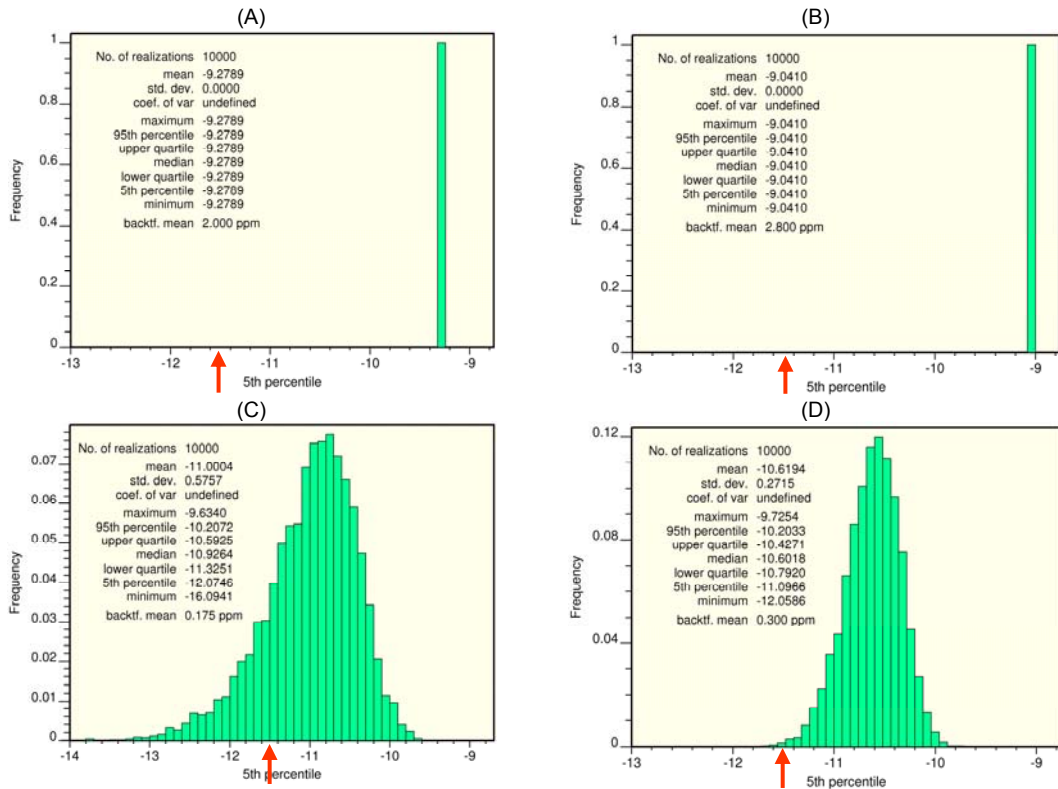 (A)
No. of realizations 10000
mean -9.2789
std. dev. 0.0000
coef. of var undefined
maximum -9.2789
95th percentile -9.2789
upper quartile -9.2789
median -9.2789
lower quartile -9.2789
5th percentile -9.2789
minimum -9.2789
backtf. mean 2.000 ppm
Frequency
1
0.8
0.6
0.4
0.2
0
-13 -12 -11 -10 -9
5th percentile
(B)
No. of realizations 10000
mean -9.0410
std. dev. 0.0000
coef. of var undefined
maximum -9.0410
95th percentile -9.0410
upper quartile -9.0410
median -9.0410
lower quartile -9.0410
5th percentile -9.0410
minimum -9.0410
backtf. mean 2.800 ppm
Frequency
1
0.8
0.6
0.4
0.2
0
-13 -12 -11 -10 -9
5th percentile
(C)
No. of realizations 10000
mean -11.0004
std. dev. 0.5757
coef. of var undefined
maximum -9.6340
95th percentile -10.2072
upper quartile -10.5925
median -10.9264
lower quartile -11.3251
5th percentile -12.0746
minimum -16.0941
backtf. mean 0.175 ppm
Frequency
0.07
0.06
0.05
0.04
0.03
0.02
0.01
0
-14 -13 -12 -11 -10 -9
5th percentile
(D)
No. of realizations 10000
mean -10.6194
std. dev. 0.2715
coef. of var undefined
maximum -9.7254
95th percentile -10.2033
upper quartile -10.4271
median -10.6018
lower quartile -10.7920
5th percentile -11.0966
minimum -12.0586
backtf. mean 0.300 ppm
Frequency
0.12
0.08
0.04
0
-13 -12 -11 -10 -9
5th percentile